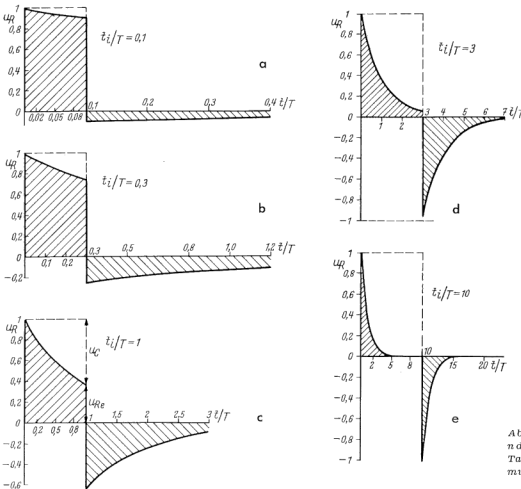 u_R
1
0,8
0,6
0,4
0,2
0
0,02 0,05 0,08 0,1 0,2 0,3 0,4 t/T
t_i/T=0,1
a
u_R
1
0,8
0,6
0,4
0,2
0
-0,2
0,1 0,2 0,3 0,5 0,8 1,0 1,2 t/T
t_i/T=0,3
b
u_R
1
0,8
0,6
0,4
0,2
0
-0,2
-0,4
-0,6
0,2 0,5 0,8 1 1,5 2 2,5 3 t/T
t_i/T=1
u_C
u_Re
c
u_R
1
0,8
0,6
0,4
0,2
0
-0,2
-0,4
-0,6
-0,8
-1
1 2 3 4 5 6 7 t/T
t_i/T=3
d
u_R
1
0,8
0,6
0,4
0,2
0
-0,2
-0,4
-0,6
-0,8
-1
2 5 8 10 15 20 t/T
t_i/T=10
e
Ab
nd
Ta
mu